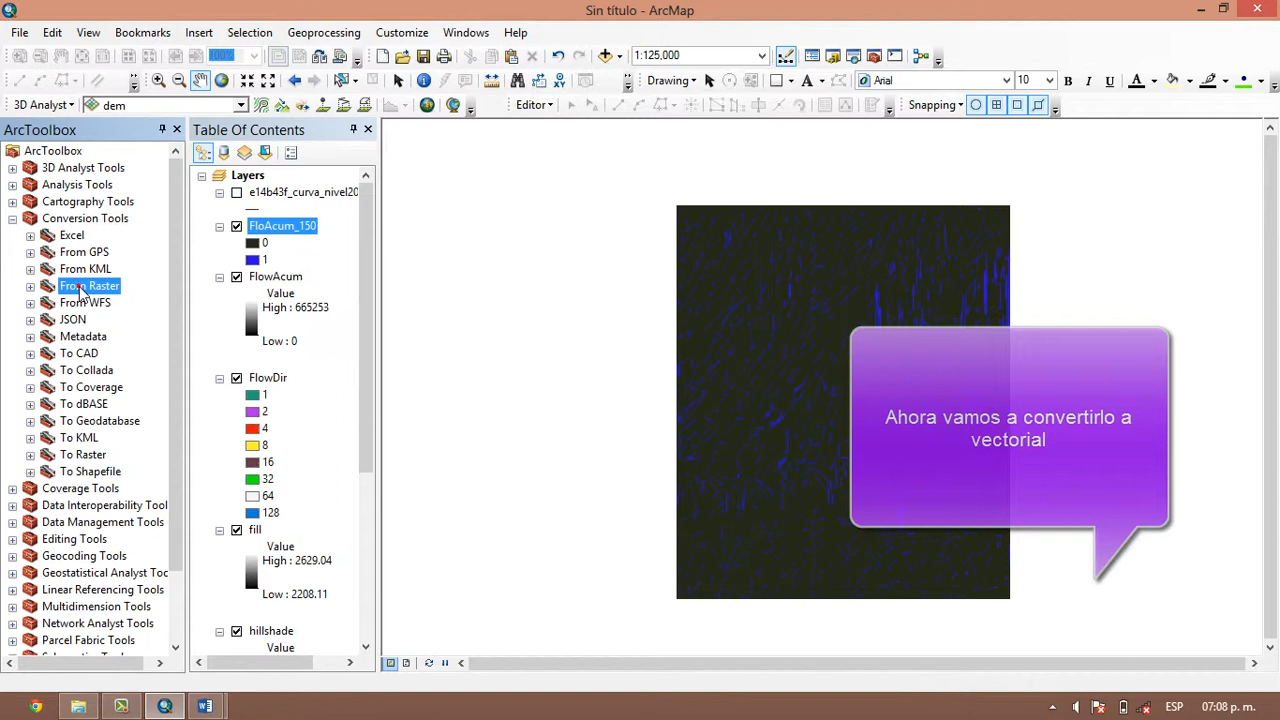 Sin título - ArcMap
File Edit View Bookmarks Insert Selection Geoprocessing Customize Windows Help
100% 1:125,000
Drawing Arial 10 B I U A
3D Analyst dem Editor Snapping
ArcToolbox
ArcToolbox
3D Analyst Tools
Analysis Tools
Cartography Tools
Conversion Tools
Excel
From GPS
From KML
From Raster
From WFS
JSON
Metadata
To CAD
To Collada
To Coverage
To dBASE
To Geodatabase
To KML
To Raster
To Shapefile
Coverage Tools
Data Interoperability Tool
Data Management Tools
Editing Tools
Geocoding Tools
Geostatistical Analyst Toc
Linear Referencing Tools
Multidimension Tools
Network Analyst Tools
Parcel Fabric Tools
Table Of Contents
Layers
e14b43f_curva_nivel20
FloAcum_150
0
1
FlowAcum
Value
High : 665253
Low : 0
FlowDir
1
2
4
8
16
32
64
128
fill
Value
High : 2629.04
Low : 2208.11
hillshade
Value
Ahora vamos a convertirlo a
vectorial
ESP 07:08 p. m.